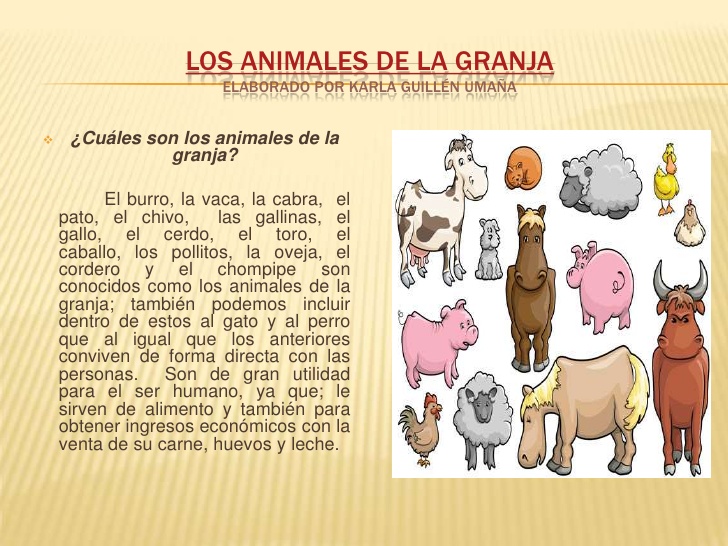 LOS ANIMALES DE LA GRANJA
ELABORADO POR KARLA GUILLÉN UMAÑA
¿Cuáles son los animales de la
granja?
El burro, la vaca, la cabra, el
pato, el chivo, las gallinas, el
gallo, el cerdo, el toro, el
caballo, los pollitos, la oveja, el
cordero y el chompipe son
conocidos como los animales de la
granja; también podemos incluir
dentro de estos al gato y al perro
que al igual que los anteriores
conviven de forma directa con las
personas. Son de gran utilidad
para el ser humano, ya que; le
sirven de alimento y también para
obtener ingresos económicos con la
venta de su carne, huevos y leche.